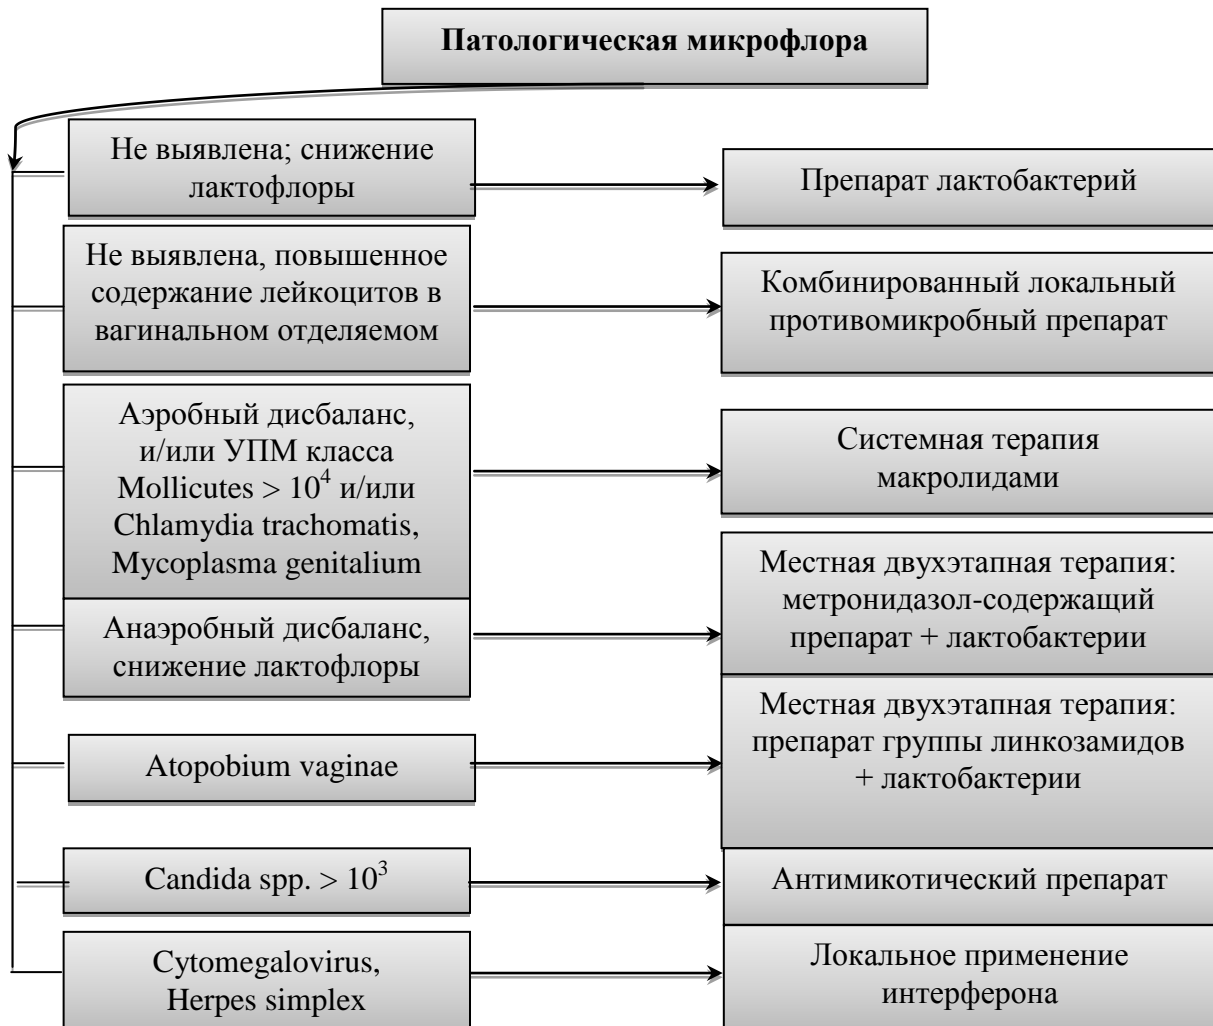 Патологическая микрофлора
Не выявлена; снижение
лактофлоры
Препарат лактобактерий
Не выявлена, повышенное
содержание лейкоцитов в
вагинальном отделяемом
Комбинированный локальный
противомикробный препарат
Аэробный дисбаланс,
и/или УПМ класса
Mollicutes > 10⁴ и/или
Chlamydia trachomatis,
Mycoplasma genitalium
Системная терапия
макролидами
Анаэробный дисбаланс,
снижение лактофлоры
Местная двухэтапная терапия:
метронидазол-содержащий
препарат + лактобактерии
Atopobium vaginae
Местная двухэтапная терапия:
препарат группы линкозамидов
+ лактобактерии
Candida spp. > 10³
Антимикотический препарат
Cytomegalovirus,
Herpes simplex
Локальное применение
интерферона